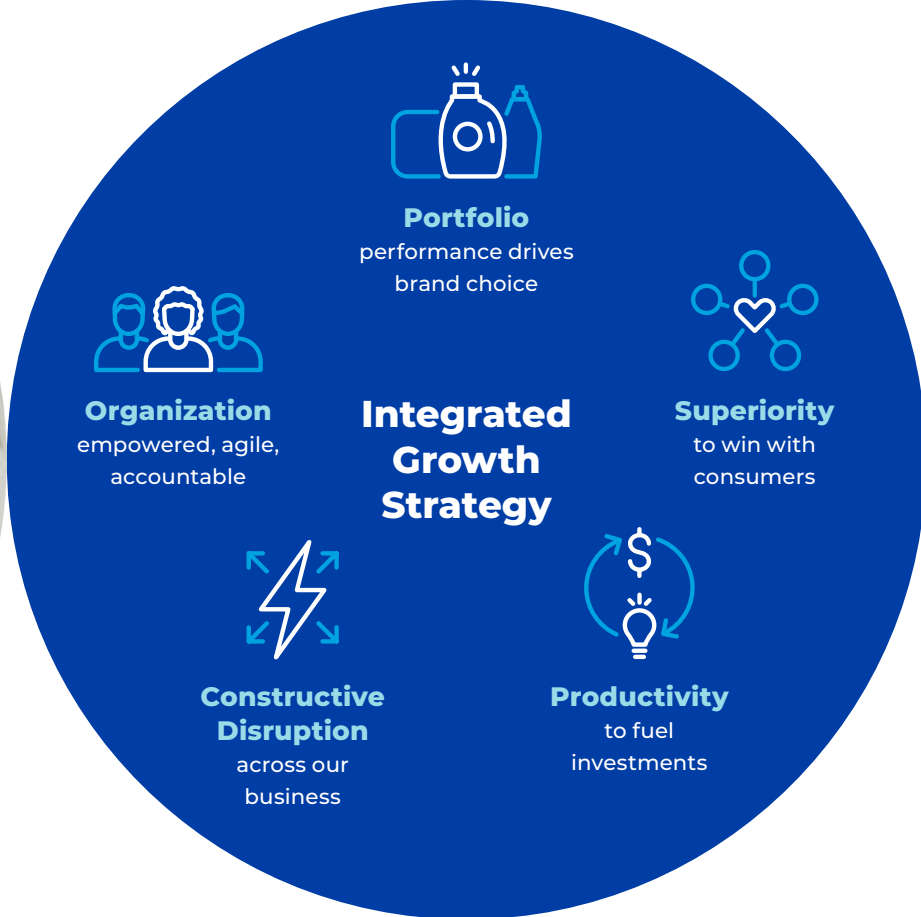 Portfolio
performance drives
brand choice
Superiority
to win with
consumers
Productivity
to fuel
investments
Constructive
Disruption
across our
business
Organization
empowered, agile,
accountable
Integrated
Growth
Strategy
$